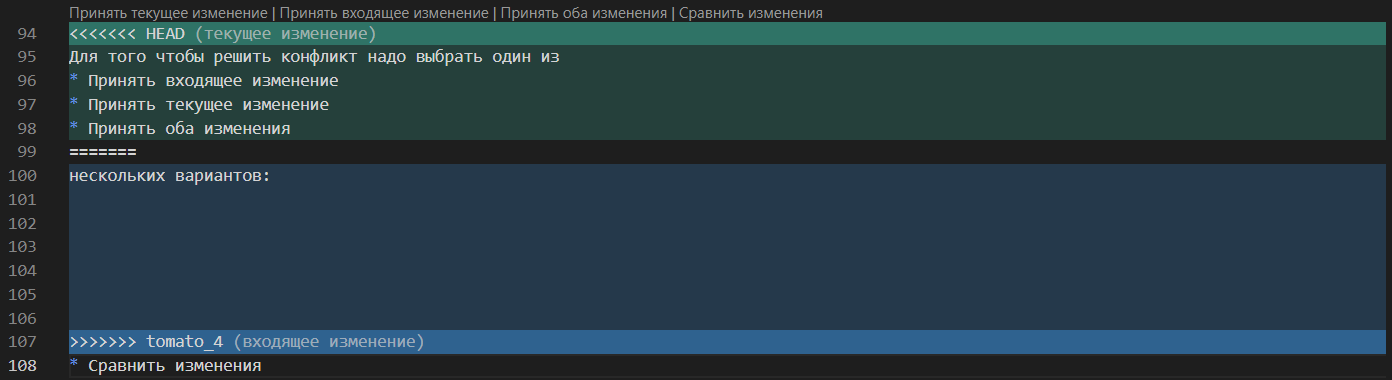 Принять текущее изменение | Принять входящее изменение | Принять оба изменения | Сравнить изменения
94 <<<<<<< HEAD (текущее изменение)
95 Для того чтобы решить конфликт надо выбрать один из
96 * Принять входящее изменение
97 * Принять текущее изменение
98 * Принять оба изменения
99 =======
100 нескольких вариантов:
101
102
103
104
105
106
107 >>>>>>> tomato_4 (входящее изменение)
108 * Сравнить изменения